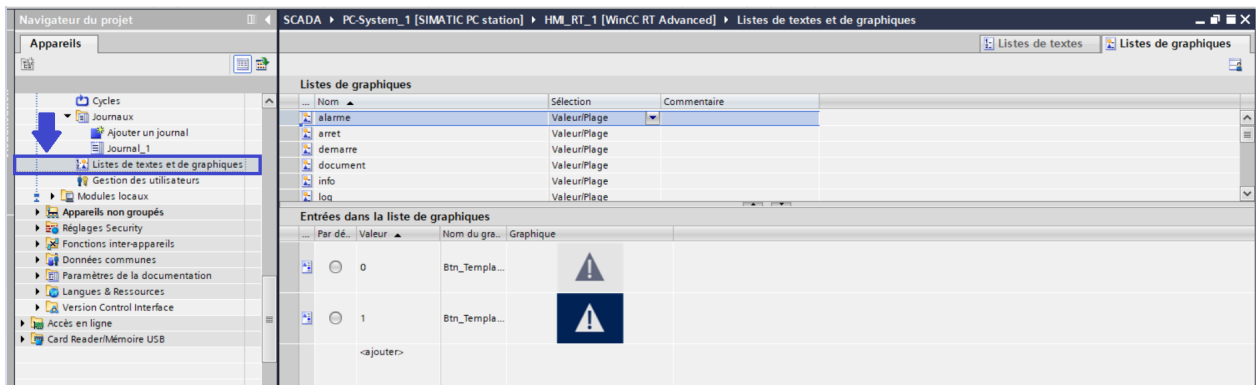 Navigateur du projet
SCADA PC-System_1 [SIMATIC PC station] HMI_RT_1 [WinCC RT Advanced] Listes de textes et de graphiques
Appareils
Listes de textes Listes de graphiques
Cycles
Journaux
Ajouter un journal
Journal_1
Listes de textes et de graphiques
Gestion des utilisateurs
Modules locaux
Appareils non groupés
Réglages Security
Fonctions inter-appareils
Données communes
Paramètres de la documentation
Langues & Ressources
Version Control Interface
Accès en ligne
Card Reader/Mémoire USB
Listes de graphiques
... Nom Sélection Commentaire
alarme Valeur/Plage
arret Valeur/Plage
demarre Valeur/Plage
document Valeur/Plage
info Valeur/Plage
log Valeur/Plage
Entrées dans la liste de graphiques
... Par dé.. Valeur Nom du gra.. Graphique
0 Btn_Templa...
1 Btn_Templa...
<ajouter>